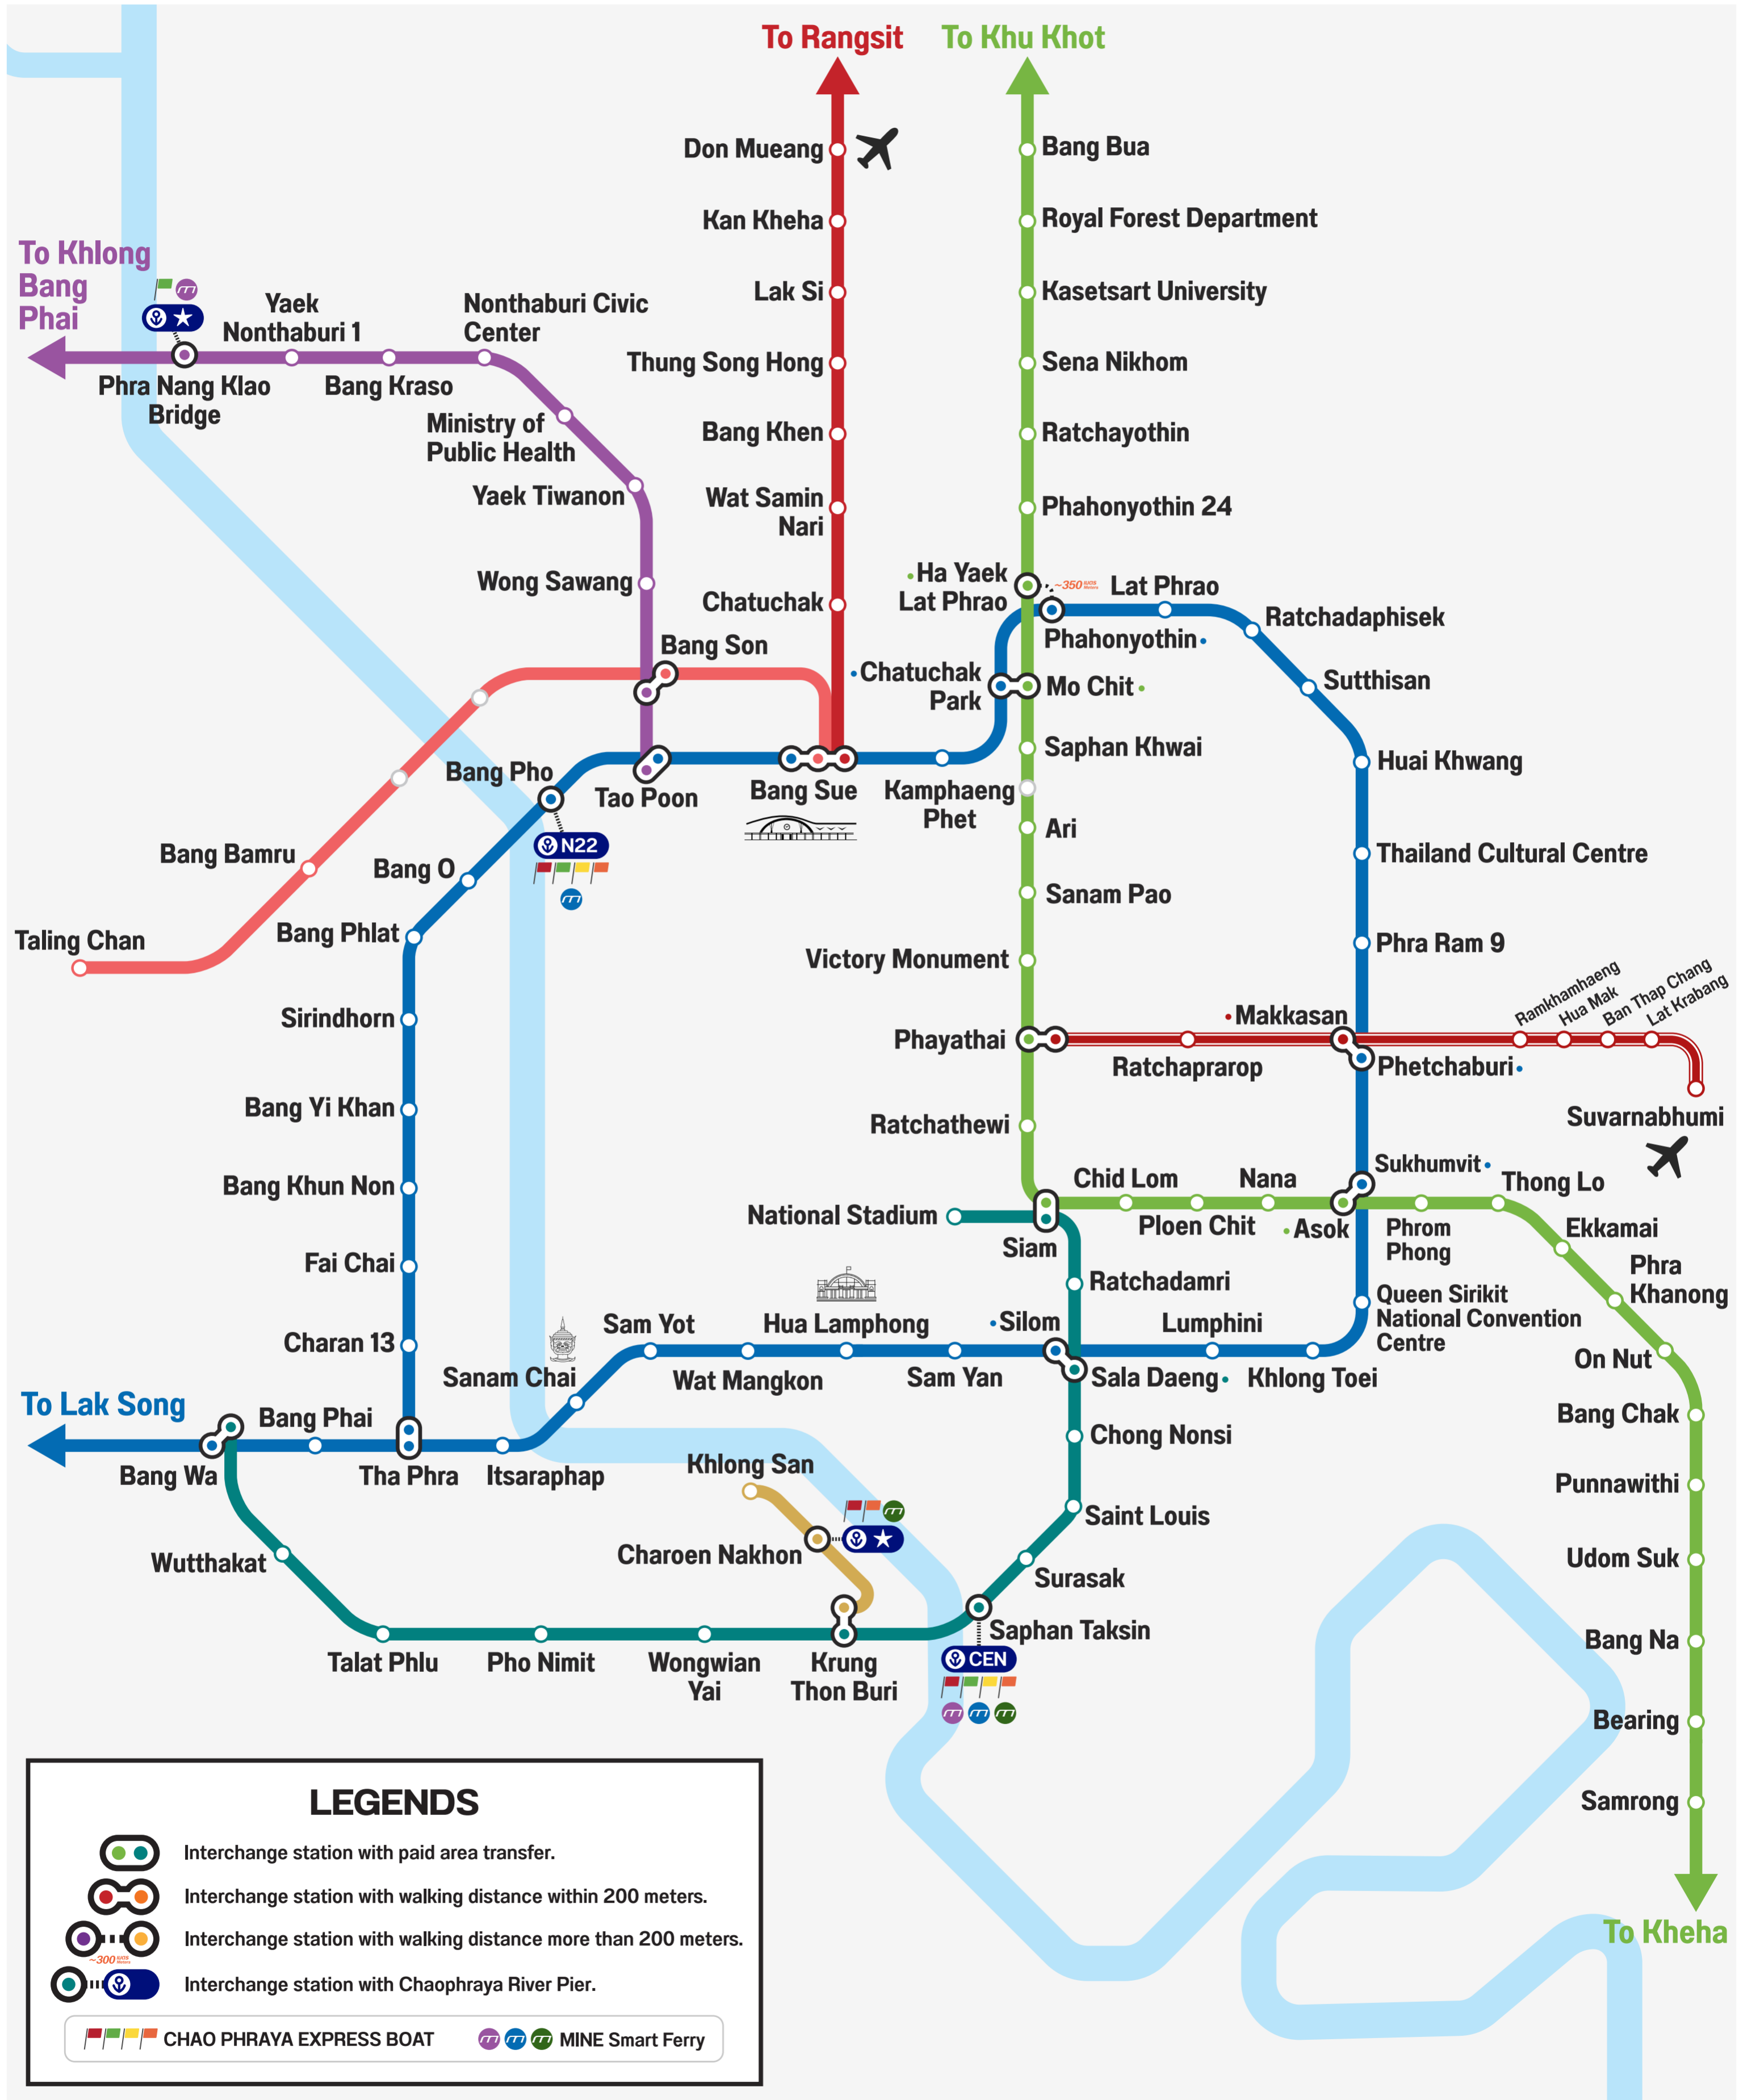 To Rangsit
To Khu Khot
Don Mueang
Bang Bua
Kan Kheha
Royal Forest Department
To Khlong
Bang
Phai
Lak Si
Kasetsart University
Yaek
Nonthaburi 1
Nonthaburi Civic
Center
Thung Song Hong
Sena Nikhom
Phra Nang Klao
Bridge
Bang Kraso
Ministry of
Public Health
Bang Khen
Ratchayothin
Yaek Tiwanon
Wat Samin
Nari
Phahonyothin 24
Wong Sawang
Chatuchak
Ha Yaek
Lat Phrao
~350 เมตร
Meters
Lat Phrao
Ratchadaphisek
Phahonyothin
Bang Son
Chatuchak
Park
Mo Chit
Sutthisan
Saphan Khwai
Huai Khwang
Bang Pho
Tao Poon
Bang Sue
Kamphaeng
Phet
Ari
N22
Bang Bamru
Bang O
Thailand Cultural Centre
Sanam Pao
Taling Chan
Bang Phlat
Victory Monument
Phra Ram 9
Ramkhamhaeng
Hua Mak
Ban Thap Chang
Lat Krabang
Sirindhorn
Makkasan
Phayathai
Ratchaprarop
Phetchaburi
Suvarnabhumi
Bang Yi Khan
Ratchathewi
Bang Khun Non
Chid Lom
Nana
Sukhumvit
Thong Lo
National Stadium
Ploen Chit
Asok
Phrom
Phong
Ekkamai
Siam
Fai Chai
Ratchadamri
Phra
Khanong
Queen Sirikit
National Convention
Centre
Charan 13
Sam Yot
Hua Lamphong
Silom
Lumphini
On Nut
Sanam Chai
Wat Mangkon
Sam Yan
Sala Daeng
Khlong Toei
To Lak Song
Bang Phai
Bang Chak
Chong Nonsi
Bang Wa
Tha Phra
Itsaraphap
Khlong San
Punnawithi
Saint Louis
Charoen Nakhon
Wutthakat
Surasak
Udom Suk
Saphan Taksin
Talat Phlu
Pho Nimit
Wongwian
Yai
Krung
Thon Buri
CEN
Bang Na
Bearing
Samrong
To Kheha
LEGENDS
Interchange station with paid area transfer.
Interchange station with walking distance within 200 meters.
Interchange station with walking distance more than 200 meters.
~300 เมตร
Meters
Interchange station with Chaophraya River Pier.
CHAO PHRAYA EXPRESS BOAT
MINE Smart Ferry